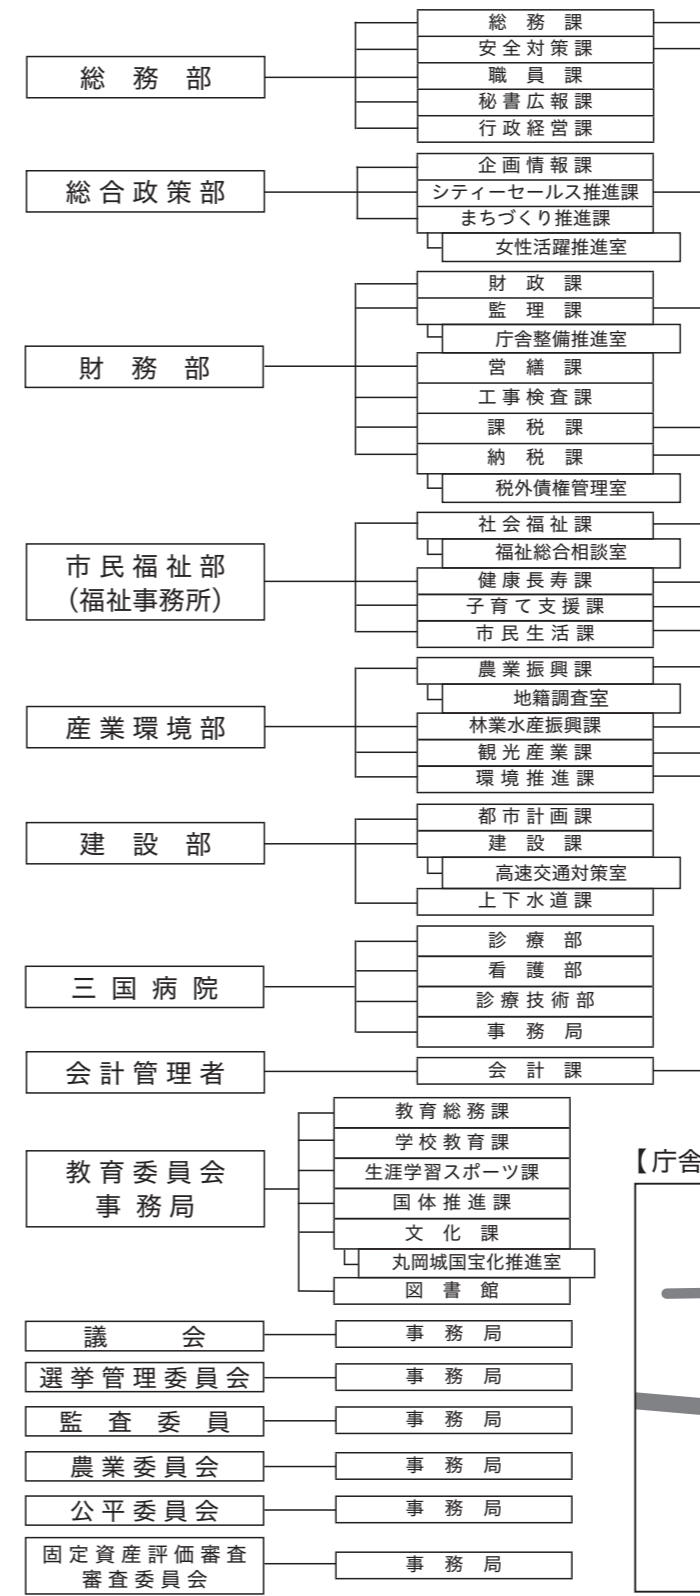 総務部
総務課
安全対策課
職員課
秘書広報課
行政経営課
総合政策部
企画情報課
シティーセールス推進課
まちづくり推進課
女性活躍推進室
財務部
財政課
監理課
庁舎整備推進室
営繕課
工事検査課
課税課
納税課
税外債権管理室
市民福祉部
（福祉事務所）
社会福祉課
福祉総合相談室
健康長寿課
子育て支援課
市民生活課
産業環境部
農業振興課
地籍調査室
林業水産振興課
観光産業課
環境推進課
建設部
都市計画課
建設課
高速交通対策室
上下水道課
三国病院
診療部
看護部
診療技術部
事務局
会計管理者
会計課
教育委員会
事務局
教育総務課
学校教育課
生涯学習スポーツ課
国体推進課
文化課
丸岡城国宝化推進室
図書館
議会
事務局
選挙管理委員会
事務局
監査委員
事務局
農業委員会
事務局
公平委員会
事務局
固定資産評価審査
審査委員会
事務局
【庁舎